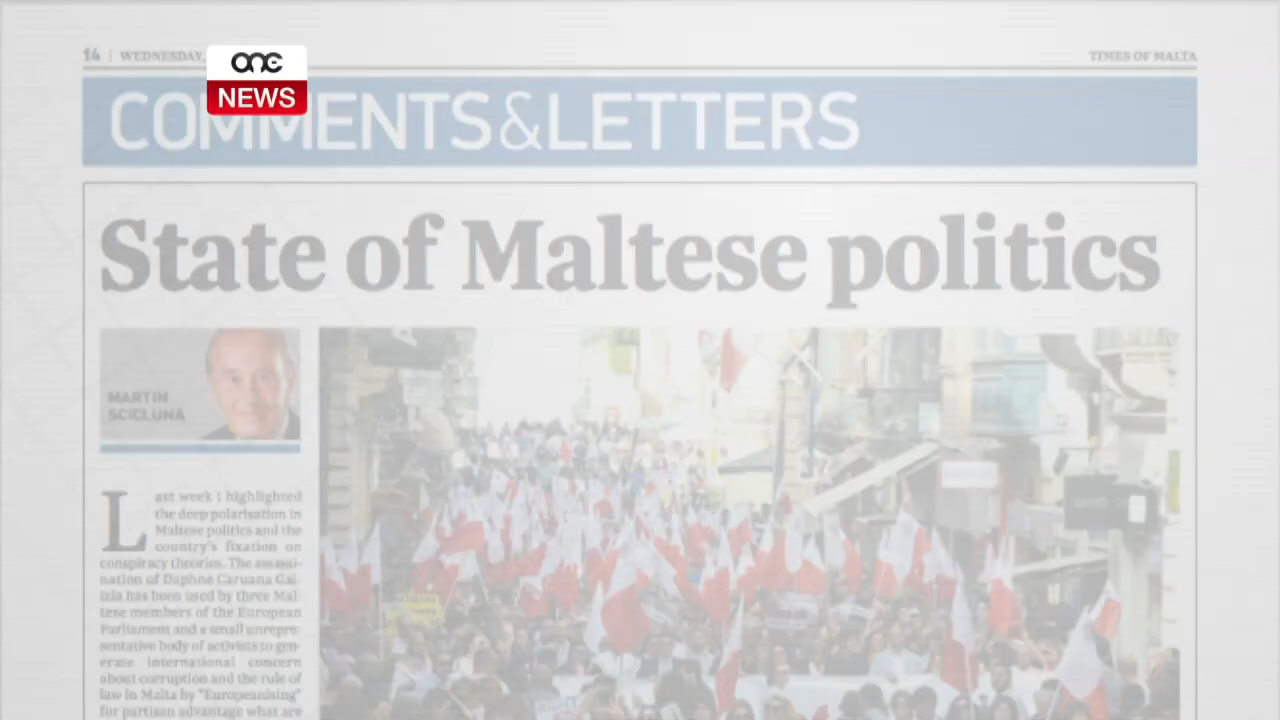 14 | WEDNESDAY,
TIMES OF MALTA
one
NEWS
COMMENTS&LETTERS
State of Maltese politics
MARTIN
SCICLUNA
Last week I highlighted
the deep polarisation in
Maltese politics and the
country's fixation on
conspiracy theories. The assassi-
nation of Daphne Caruana Gal-
izia has been used by three Mal-
tese members of the European
Parliament and a small unrepre-
sentative body of activists to gen-
erate international concern
about corruption and the rule of
law in Malta by "Europeanising"
for partisan advantage what are